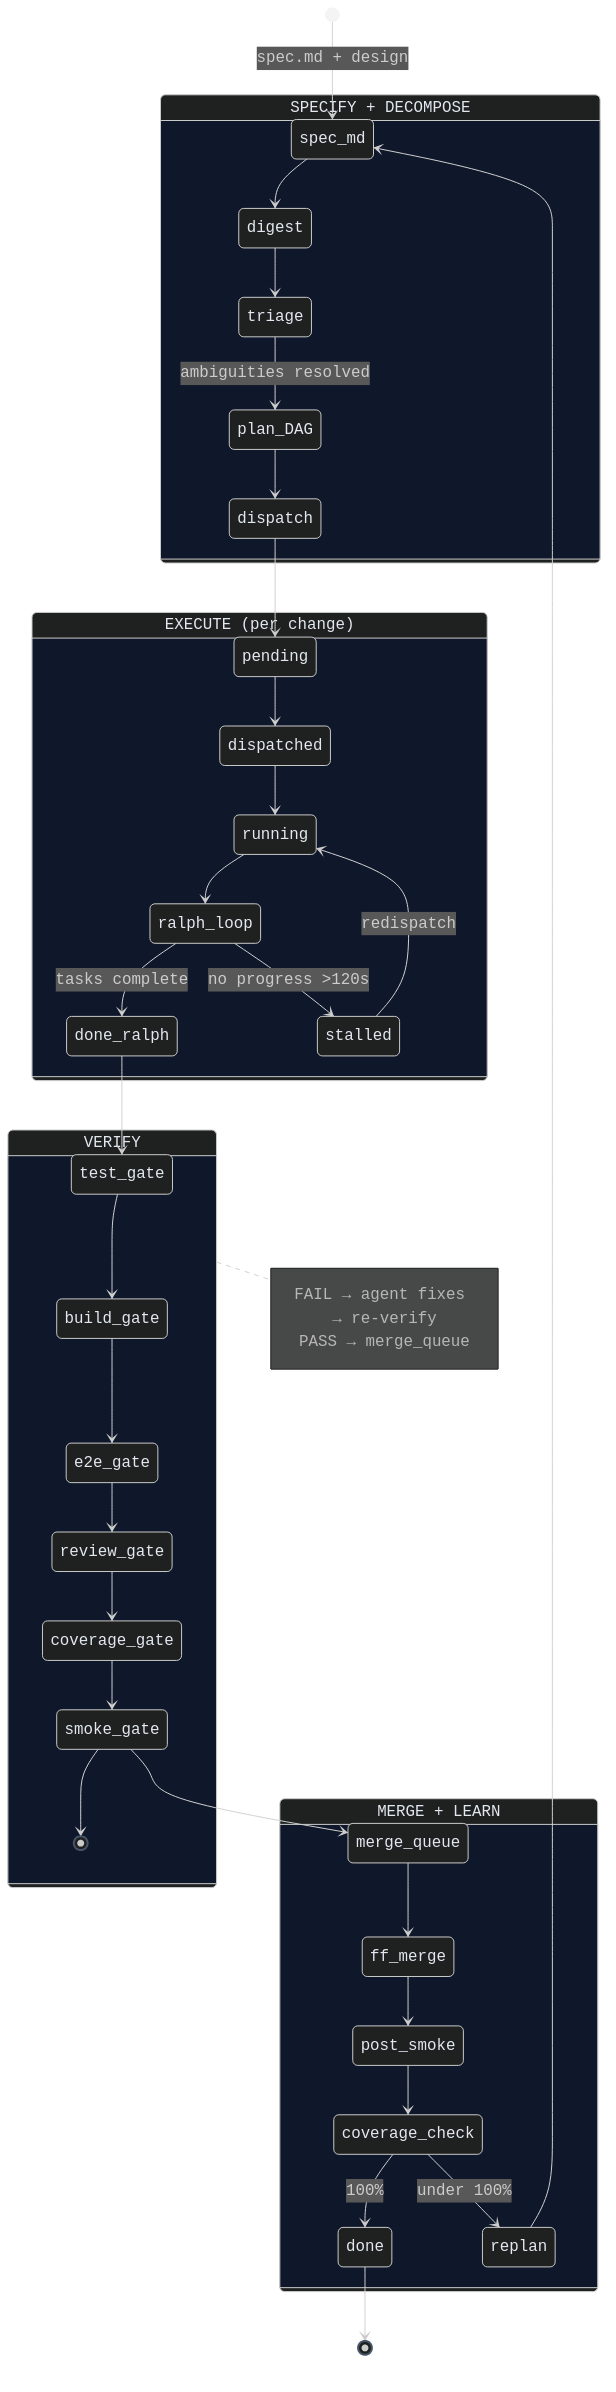 spec.md + design
SPECIFY + DECOMPOSE
spec_md
digest
triage
ambiguities resolved
plan_DAG
dispatch
EXECUTE (per change)
pending
dispatched
running
ralph_loop
redispatch
tasks complete
no progress >120s
done_ralph
stalled
VERIFY
test_gate
FAIL → agent fixes
→ re-verify
PASS → merge_queue
build_gate
e2e_gate
review_gate
coverage_gate
smoke_gate
MERGE + LEARN
merge_queue
ff_merge
post_smoke
coverage_check
100%
under 100%
done
replan